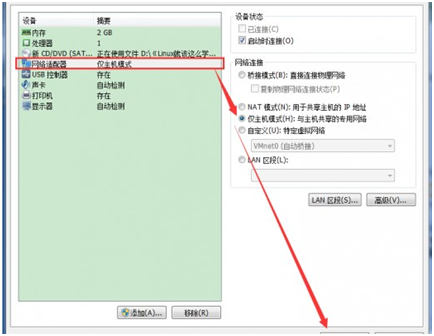 设备 摘要
内存 2 GB
处理器 1
新 CD/DVD (SAT... 正在使用文件 D:\《Linux就该这么学...
网络适配器 仅主机模式
USB 控制器 存在
声卡 自动检测
打印机 存在
显示器 自动检测
添加(A)... 移除(R)
设备状态
已连接(C)
启动时连接(O)
网络连接
桥接模式(B): 直接连接物理网络
复制物理网络连接状态(P)
NAT 模式(N): 用于共享主机的 IP 地址
仅主机模式(H): 与主机共享的专用网络
自定义(U): 特定虚拟网络
VMnet0 (自动桥接)
LAN 区段(L):
LAN 区段(S)... 高级(V)...